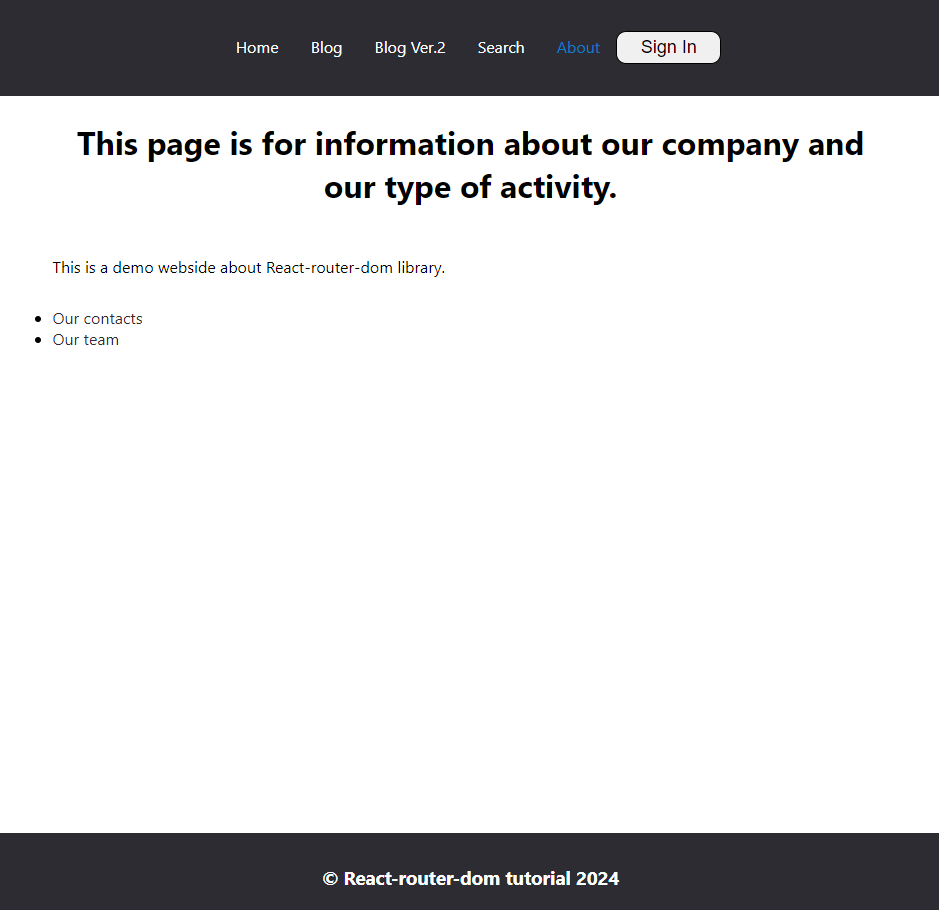 Home Blog Blog Ver.2 Search About Sign In
This page is for information about our company and
our type of activity.
This is a demo webside about React-router-dom library.
Our contacts
Our team
© React-router-dom tutorial 2024